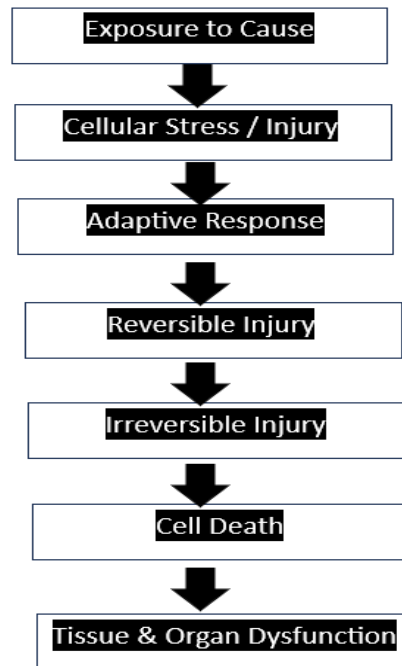 Exposure to Cause
Cellular Stress / Injury
Adaptive Response
Reversible Injury
Irreversible Injury
Cell Death
Tissue & Organ Dysfunction